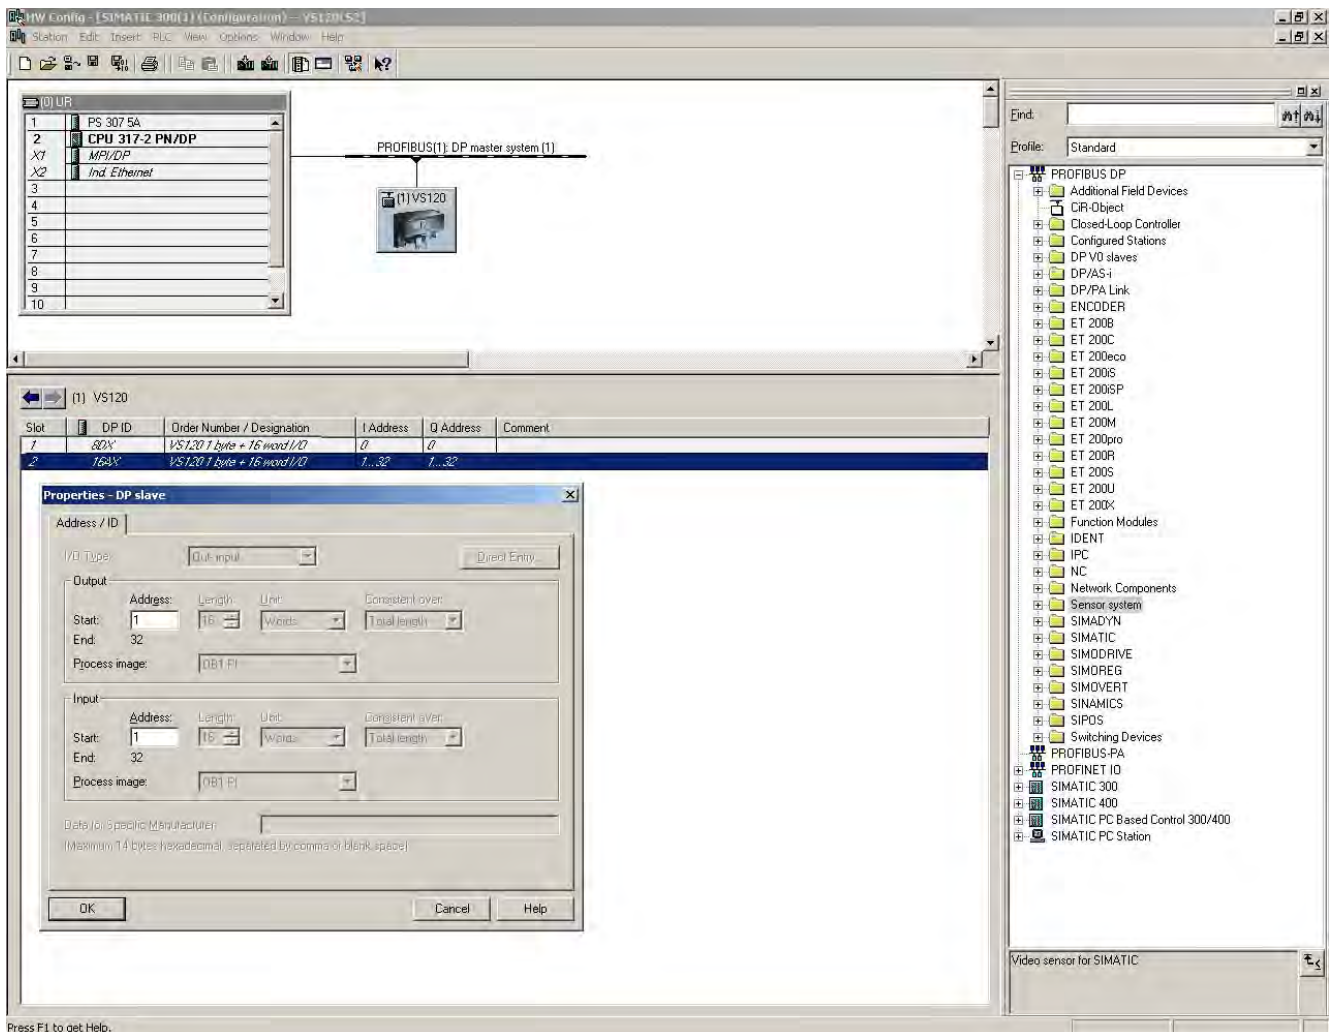 HW Config - [SIMATIC 300(1) (Configuration) -- VS120(S2]
Station Edit Insert PLC View Options Window Help
(0) UR
1 PS 307 5A
2 CPU 317-2 PN/DP
X1 MPI/DP
X2 Ind. Ethernet
3
4
5
6
7
8
9
10
PROFIBUS(1): DP master system (1)
(1) VS120
(1) VS120
Slot DP ID Order Number / Designation I Address Q Address Comment
1 8DX VS120 1 byte + 16 word I/O 0 0
2 16AX VS120 1 byte + 16 word I/O 1...32 1...32
Properties - DP slave
Address / ID
I/O Type: Out-input Direct Entry...
Output
Address: Length: Unit: Consistent over:
Start: 1 16 Words Total length
End: 32
Process image: OB1 PI
Input
Address: Length: Unit: Consistent over:
Start: 1 16 Words Total length
End: 32
Process image: OB1 PI
Data for Specific Manufacturer:
(Maximum 14 bytes hexadecimal, separated by comma or blank space)
OK Cancel Help
Find:
Profile: Standard
PROFIBUS DP
Additional Field Devices
CiR-Object
Closed-Loop Controller
Configured Stations
DP V0 slaves
DP/AS-i
DP/PA Link
ENCODER
ET 200B
ET 200C
ET 200eco
ET 200iS
ET 200iSP
ET 200L
ET 200M
ET 200pro
ET 200R
ET 200S
ET 200U
ET 200X
Function Modules
IDENT
IPC
NC
Network Components
Sensor system
SIMADYN
SIMATIC
SIMODRIVE
SIMOREG
SIMOVERT
SINAMICS
SIPOS
Switching Devices
PROFIBUS-PA
PROFINET IO
SIMATIC 300
SIMATIC 400
SIMATIC PC Based Control 300/400
SIMATIC PC Station
Video sensor for SIMATIC
Press F1 to get Help.